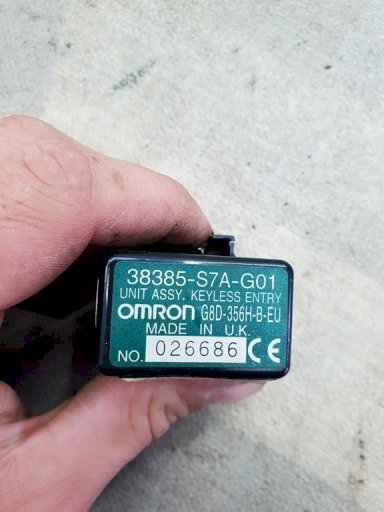 38385-S7A-G01
UNIT ASSY. KEYLESS ENTRY
OMRON G8D-356H-B-EU
MADE IN U.K.
NO. 026686 CE